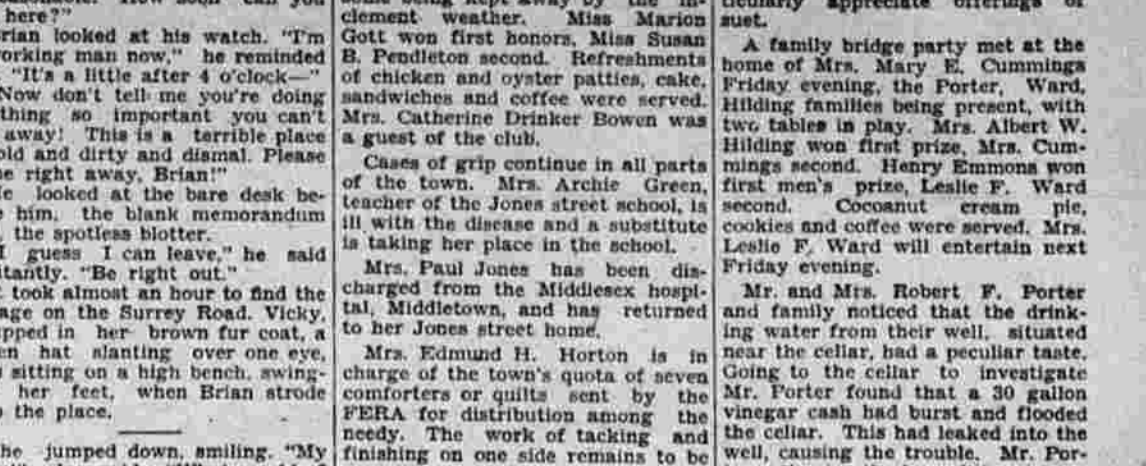 here?"
rian looked at his watch. "I'm
orking man now," he reminded
"It's a little after 4 o'clock—"
Now don't tell me you're doing
thing so important you can't
away! This is a terrible place
old and dirty and dismal. Please
e right away, Brian!"
e looked at the bare desk be-
him, the blank memorandum
the spotless blotter.
I guess I can leave," he said
itantly. "Be right out."
took almost an hour to find the
age on the Surrey Road. Vicky,
pped in her brown fur coat, a
en hat slanting over one eye,
sitting on a high bench, swing-
her feet, when Brian strode
the place.
he jumped down, smiling. "My
clement weather. Miss Marion
Gott won first honors, Miss Susan
B. Pendleton second. Refreshments
of chicken and oyster patties, cake,
sandwiches and coffee were served.
Mrs. Catherine Drinker Bowen was
a guest of the club.
Cases of grip continue in all parts
of the town. Mrs. Archie Green,
teacher of the Jones street school, is
ill with the disease and a substitute
is taking her place in the school.
Mrs. Paul Jones has been dis-
charged from the Middlesex hospi-
tal, Middletown, and has returned
to her Jones street home.
Mrs. Edmund H. Horton is in
charge of the town's quota of seven
comforters or quilts sent by the
FERA for distribution among the
needy. The work of tacking and
finishing on one side remains to be
ticularly appreciate offerings of
suet.
A family bridge party met at the
home of Mrs. Mary E. Cummings
Friday evening, the Porter, Ward,
Hilding families being present, with
two tables in play. Mrs. Albert W.
Hilding won first prize, Mrs. Cum-
mings second. Henry Emmons won
first men's prize, Leslie F. Ward
second. Cocoanut cream pie,
cookies and coffee were served. Mrs.
Leslie F. Ward will entertain next
Friday evening.
Mr. and Mrs. Robert F. Porter
and family noticed that the drink-
ing water from their well, situated
near the cellar, had a peculiar taste.
Going to the cellar to investigate
Mr. Porter found that a 30 gallon
vinegar cash had burst and flooded
the cellar. This had leaked into the
well, causing the trouble. Mr. Por-